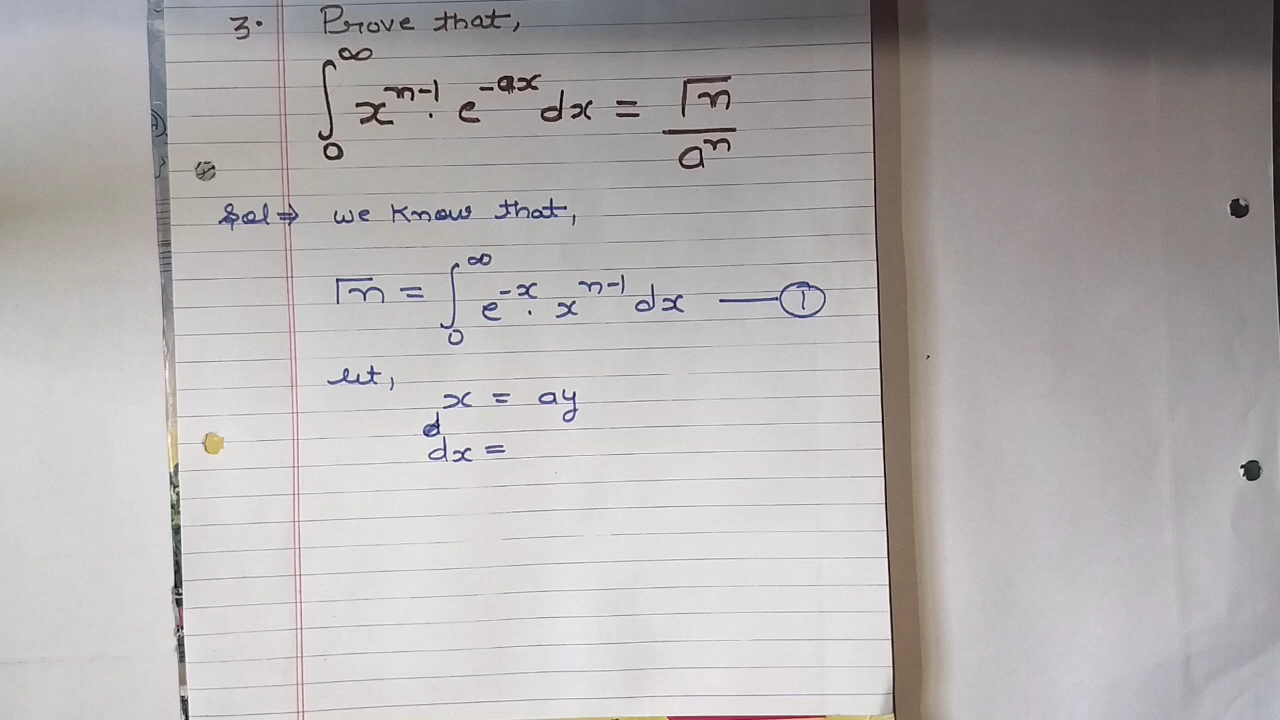 3. Prove that,
∫₀^∞ x^{n-1} . e^{-ax} dx = Γn / a^n
Sol ⇒ we know that,
Γn = ∫₀^∞ e^{-x} . x^{n-1} dx —— ①
let,
x = ay
d
dx =